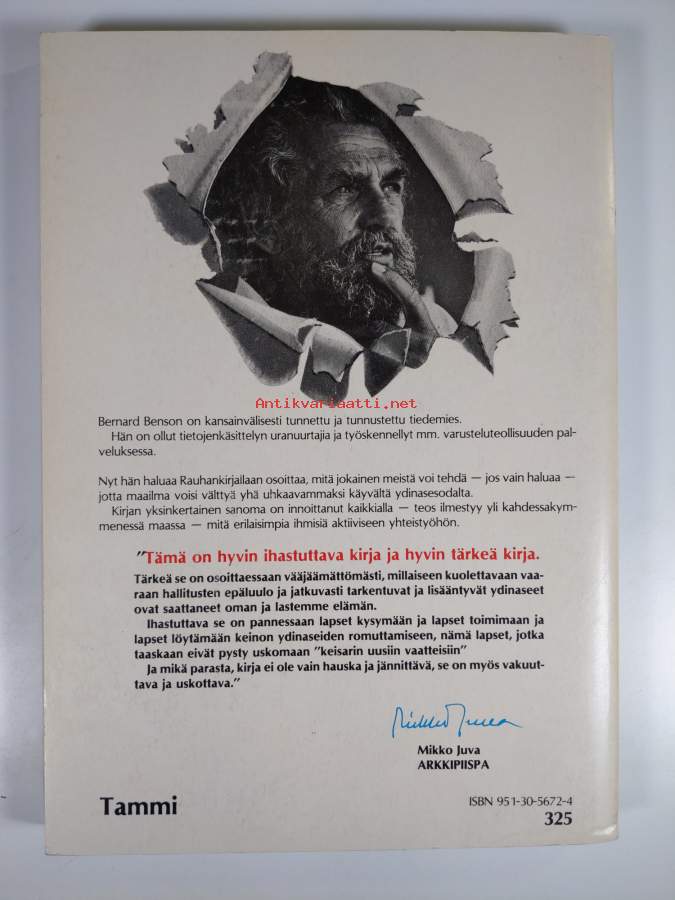 Antikvariaatti.net
Bernard Benson on kansainvälisesti tunnettu ja tunnustettu tiedemies.
Hän on ollut tietojenkäsittelyn uranuurtajia ja työskennellyt mm. varusteluteollisuuden pal-
veluksessa.
Nyt hän haluaa Rauhankirjallaan osoittaa, mitä jokainen meistä voi tehdä — jos vain haluaa —
jotta maailma voisi välttyä yhä uhkaavammaksi käyvältä ydinasesodalta.
Kirjan yksinkertainen sanoma on innoittanut kaikkialla — teos ilmestyy yli kahdessakym-
menessä maassa — mitä erilaisimpia ihmisiä aktiiviseen yhteistyöhön.
"Tämä on hyvin ihastuttava kirja ja hyvin tärkeä kirja.
Tärkeä se on osoittaessaan vääjäämättömästi, millaiseen kuolettavaan vaa-
raan hallitusten epäluulo ja jatkuvasti tarkentuvat ja lisääntyvät ydinaseet
ovat saattaneet oman ja lastemme elämän.
Ihastuttava se on pannessaan lapset kysymään ja lapset toimimaan ja
lapset löytämään keinon ydinaseiden romuttamiseen, nämä lapset, jotka
taaskaan eivät pysty uskomaan "keisarin uusiin vaatteisiin"
Ja mikä parasta, kirja ei ole vain hauska ja jännittävä, se on myös vakuut-
tava ja uskottava."
Mikko Juva
Mikko Juva
ARKKIPIISPA
Tammi
ISBN 951-30-5672-4
325